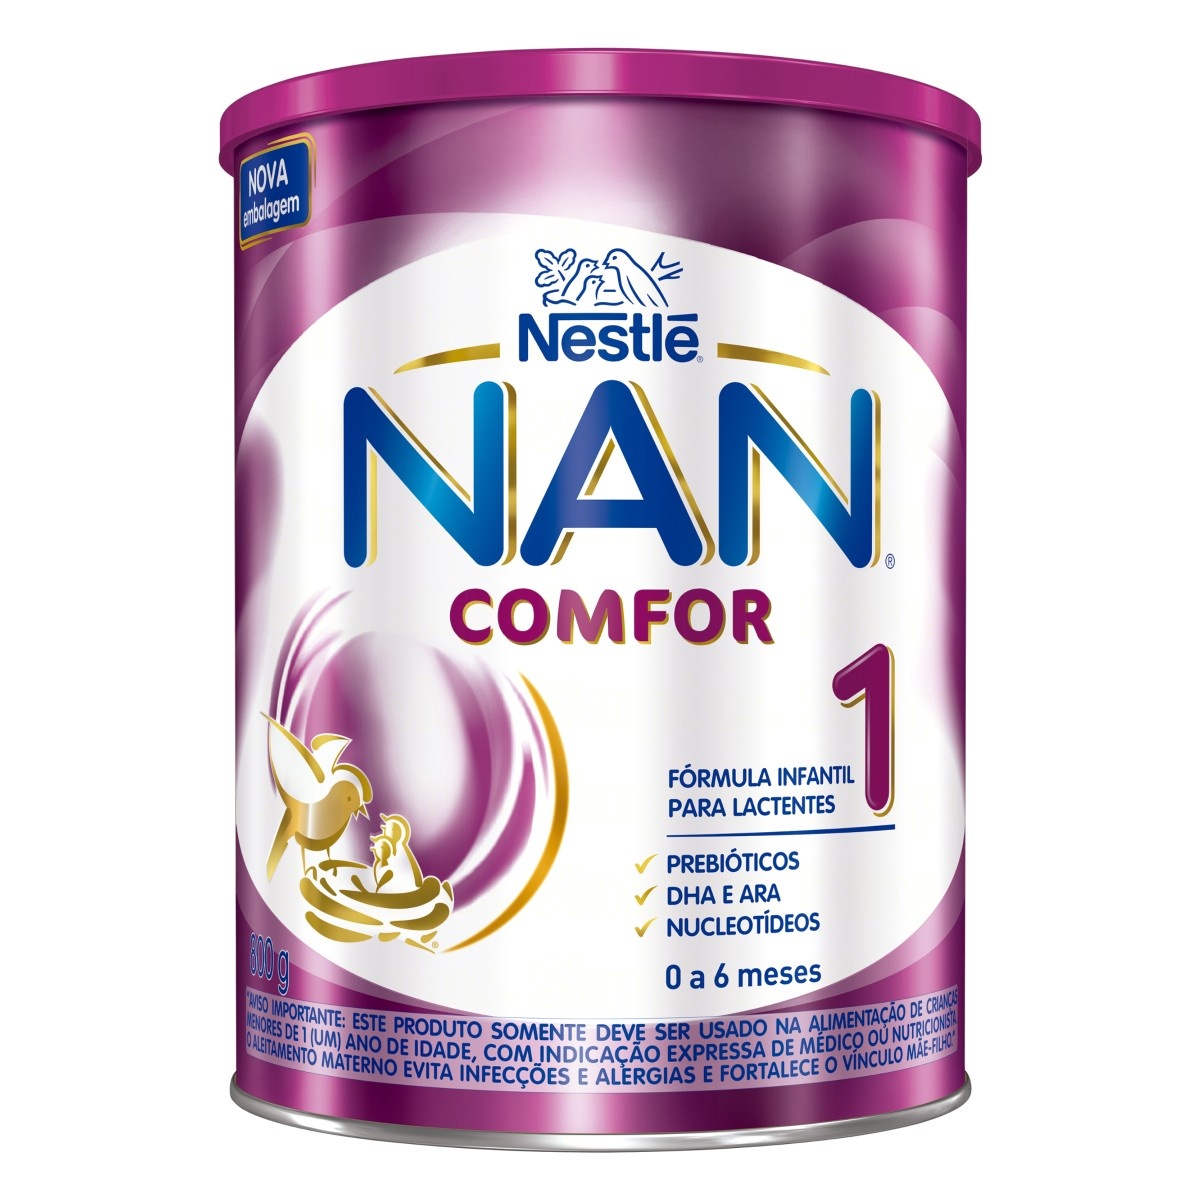 NOVA
embalagem
Nestlé®
NAN®
COMFOR
1
FÓRMULA INFANTIL
PARA LACTENTES
PREBIÓTICOS
DHA E ARA
NUCLEOTÍDEOS
0 a 6 meses
800 g
"AVISO IMPORTANTE: ESTE PRODUTO SOMENTE DEVE SER USADO NA ALIMENTAÇÃO DE CRIANÇAS
MENORES DE 1 (UM) ANO DE IDADE, COM INDICAÇÃO EXPRESSA DE MÉDICO OU NUTRICIONISTA.
O ALEITAMENTO MATERNO EVITA INFECÇÕES E ALERGIAS E FORTALECE O VÍNCULO MÃE-FILHO."